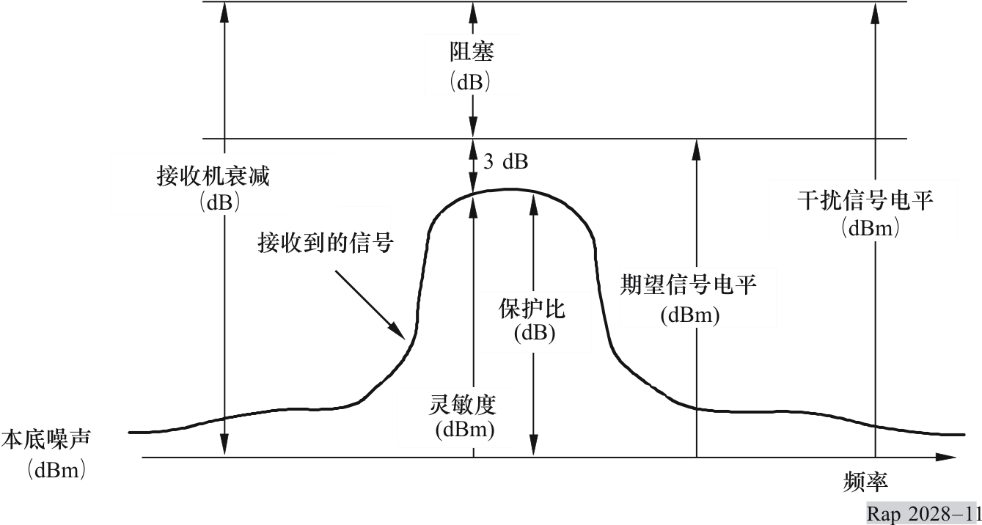 阻塞
(dB)
3 dB
接收机衰减
(dB)
干扰信号电平
(dBm)
接收到的信号
期望信号电平
(dBm)
保护比
(dB)
灵敏度
(dBm)
本底噪声
(dBm)
频率
Rap 2028–11